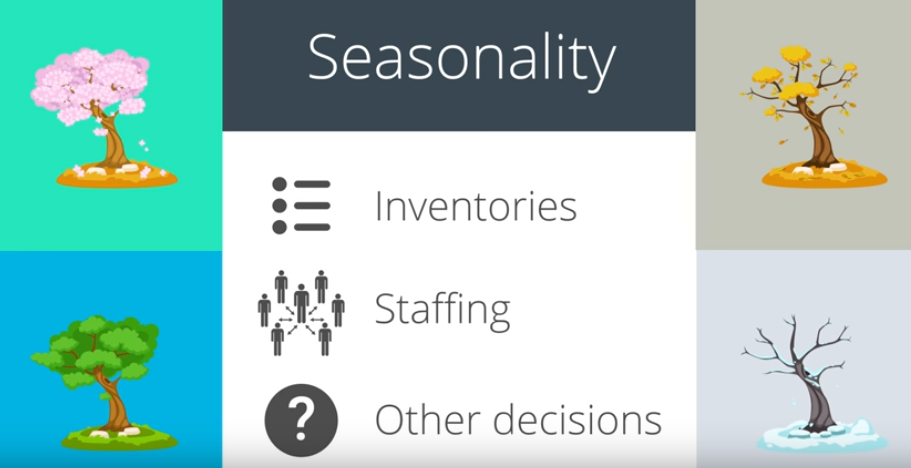 Seasonality
Inventories
Staffing
?
Other decisions